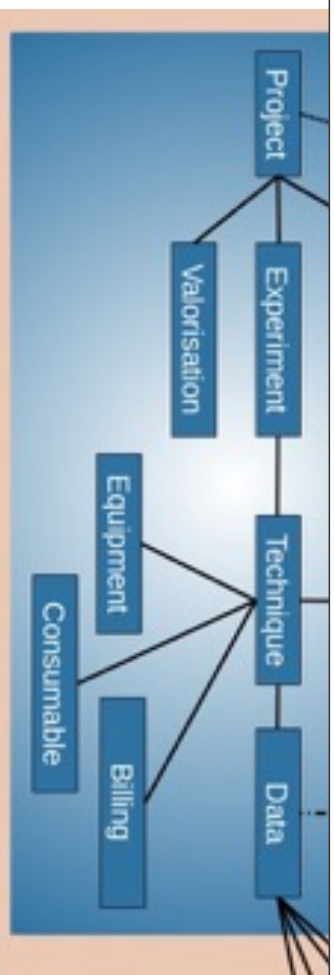 Project
Experiment
Valorisation
Technique
Equipment
Consumable
Billing
Data